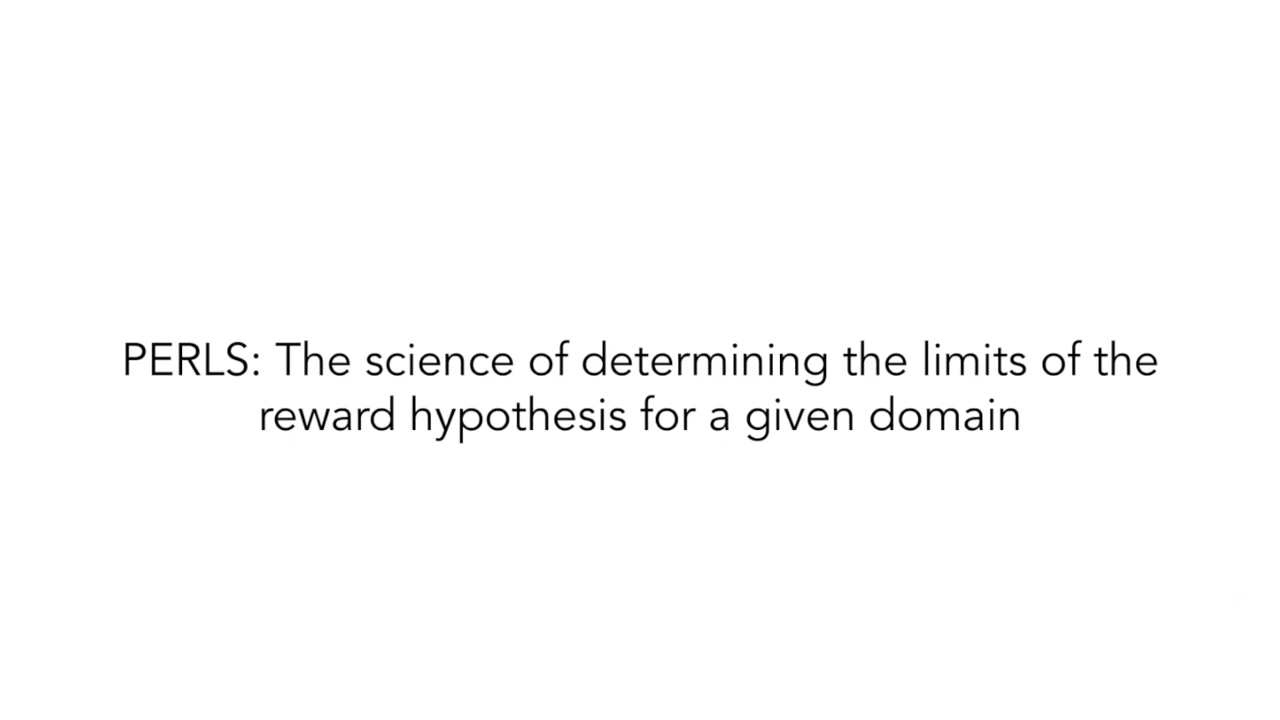 PERLS: The science of determining the limits of the
reward hypothesis for a given domain